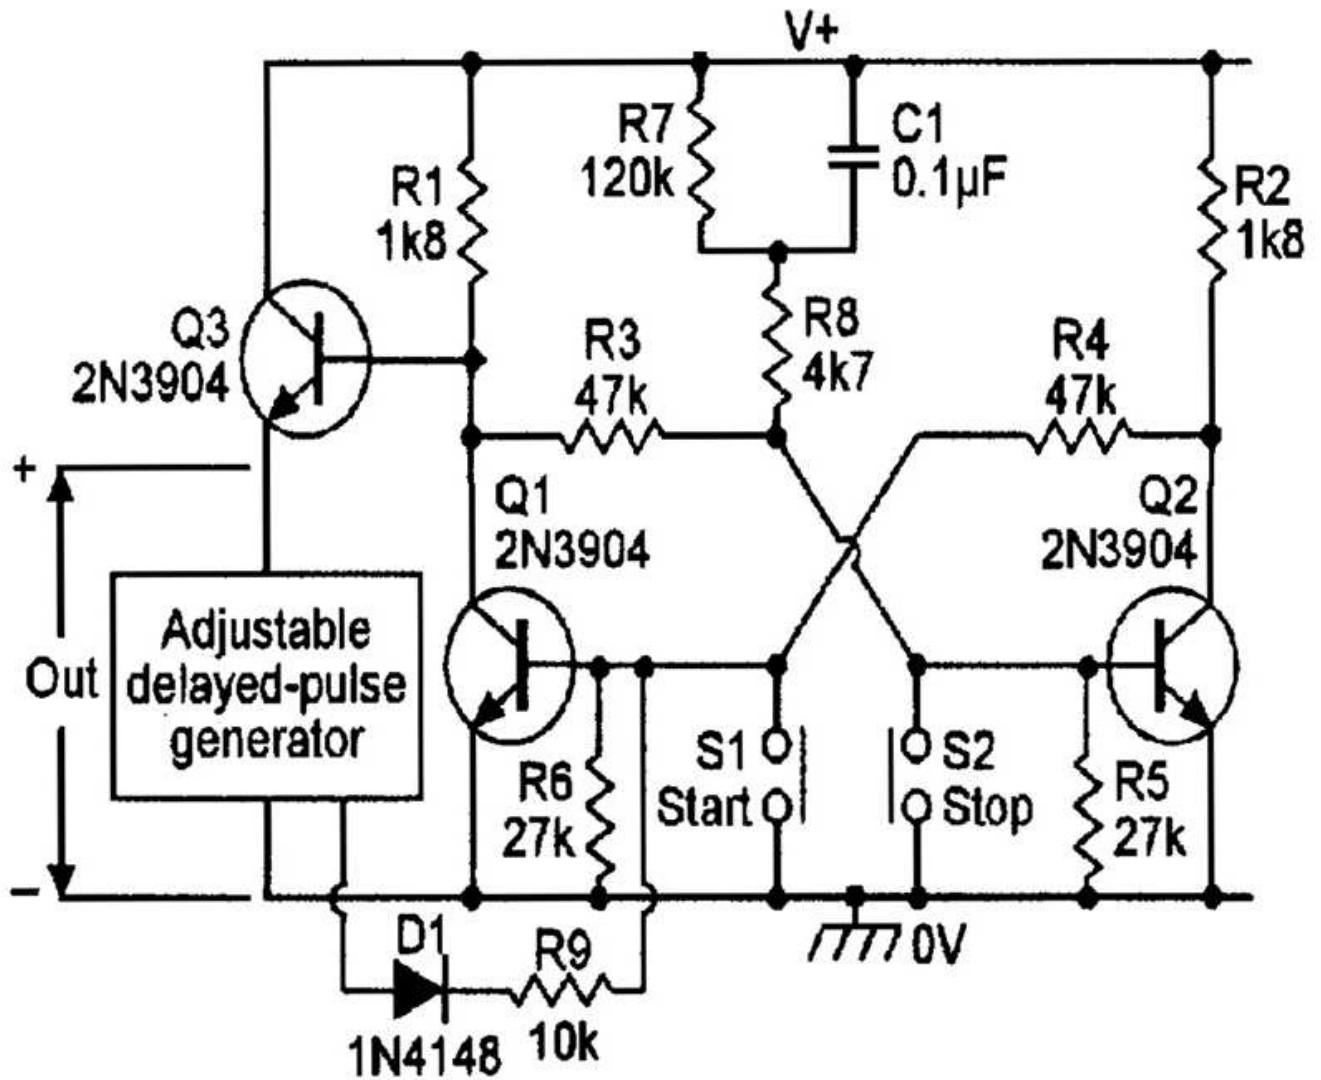 V+
R7
120k
C1
0.1µF
R1
1k8
R2
1k8
Q3
2N3904
R3
47k
R8
4k7
R4
47k
+
Q1
2N3904
Q2
2N3904
Adjustable
delayed-pulse
generator
Out
S1
Start
S2
Stop
R6
27k
R5
27k
−
0V
D1
1N4148
R9
10k